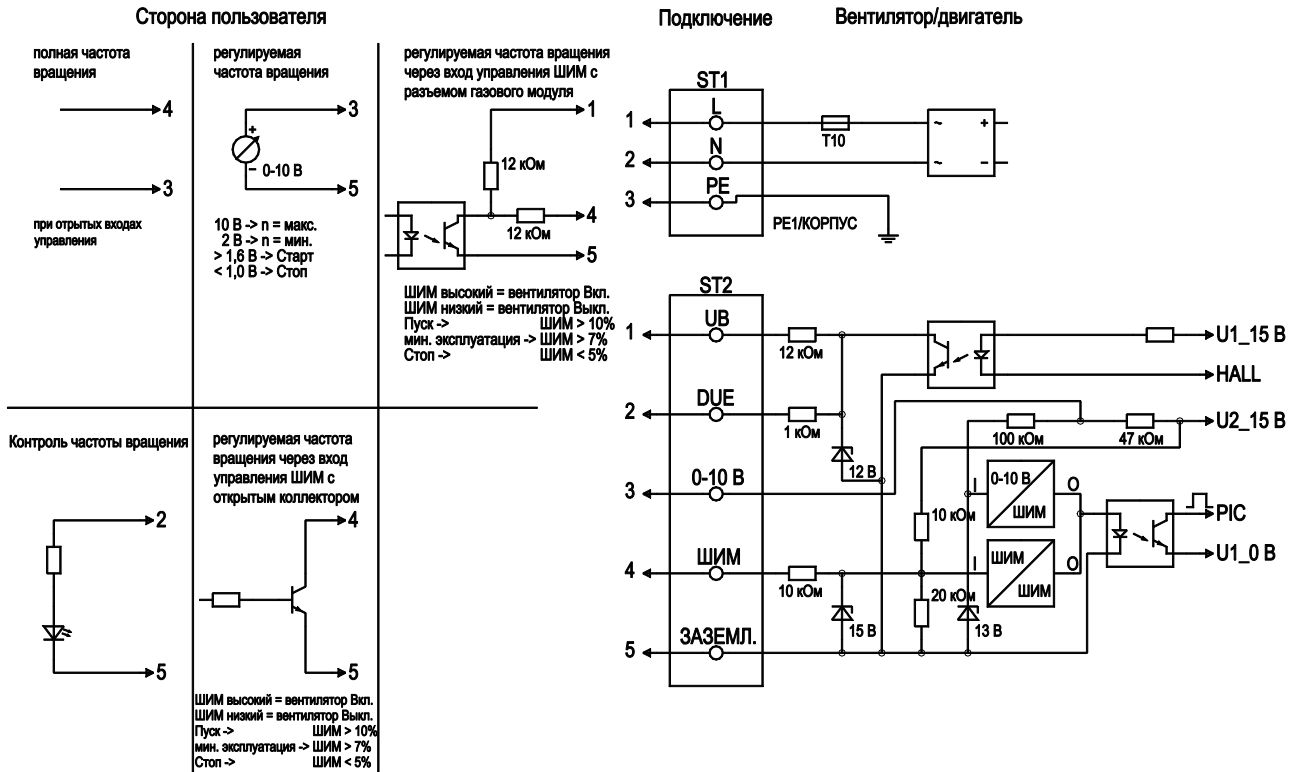 Сторона пользователя
Подключение
Вентилятор/двигатель
полная частота
вращения
4
3
при отрытых входах
управления
регулируемая
частота вращения
3
+
0-10 В
–
5
10 В -> n = макс.
2 В -> n = мин.
> 1,6 В -> Старт
< 1,0 В -> Стоп
регулируемая частота вращения
через вход управления ШИМ с
разъемом газового модуля
1
12 кОм
4
12 кОм
5
ШИМ высокий = вентилятор Вкл.
ШИМ низкий = вентилятор Выкл.
Пуск -> ШИМ > 10%
мин. эксплуатация -> ШИМ > 7%
Стоп -> ШИМ < 5%
Контроль частоты вращения
2
5
регулируемая частота
вращения через вход
управления ШИМ с
открытым коллектором
4
5
ШИМ высокий = вентилятор Вкл.
ШИМ низкий = вентилятор Выкл.
Пуск -> ШИМ > 10%
мин. эксплуатация -> ШИМ > 7%
Стоп -> ШИМ < 5%
ST1
1 L
T10
~ +
2 N
~ –
3 PE
PE1/КОРПУС
ST2
1 UB
12 кОм
U1_15 В
HALL
2 DUE
1 кОм
100 кОм
47 кОм
U2_15 В
12 В
3 0-10 В
I 0-10 В O
ШИМ
10 кОм
PIC
4 ШИМ
10 кОм
I ШИМ O
ШИМ
U1_0 В
20 кОм
15 В
13 В
5 ЗАЗЕМЛ.